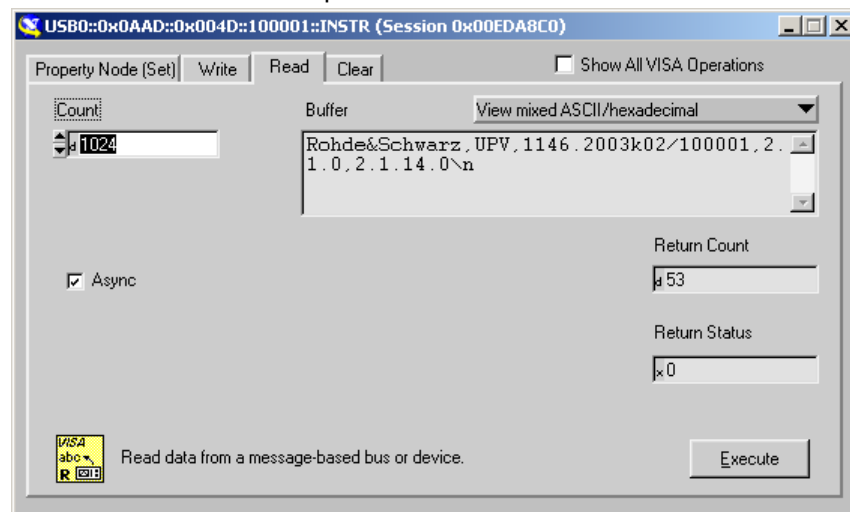 USB0::0x0AAD::0x004D::100001::INSTR (Session 0x00EDA8C0)
Property Node (Set) Write Read Clear Show All VISA Operations
Count Buffer View mixed ASCII/hexadecimal
d 1024
Rohde&Schwarz,UPV,1146.2003k02/100001,2.
1.0,2.1.14.0\n
Return Count
Async
d 53
Return Status
x 0
VISA
abc
R
Read data from a message-based bus or device.
Execute